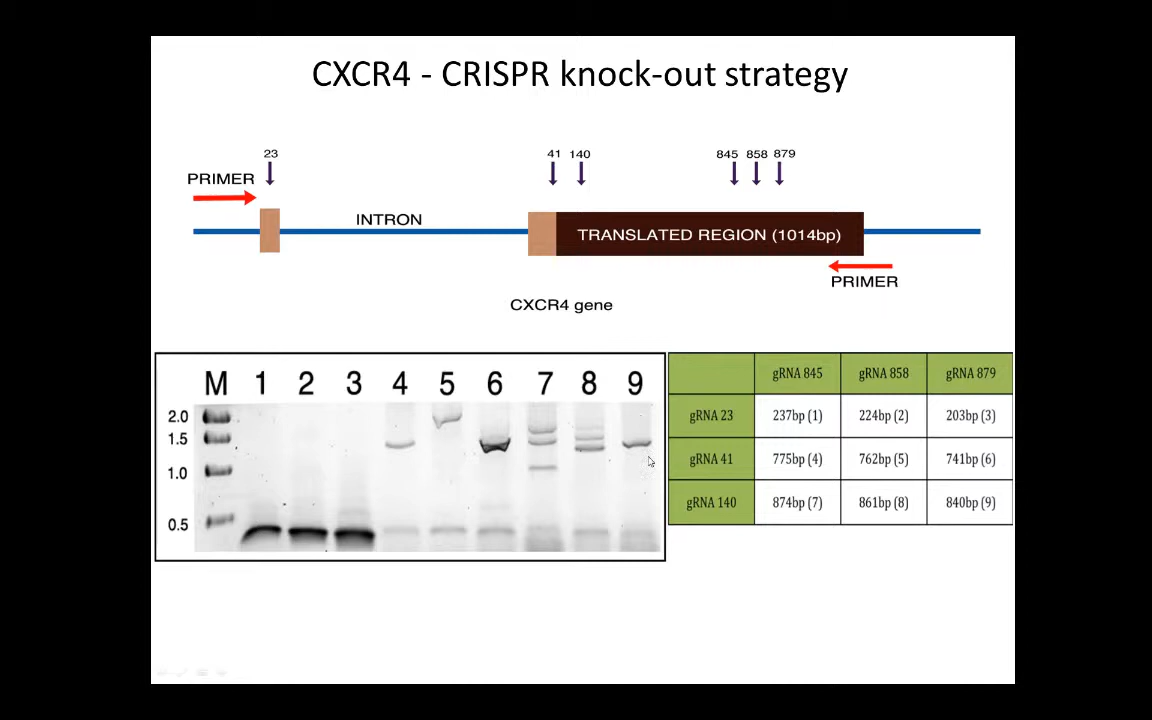 CXCR4 - CRISPR knock-out strategy
23 41 140 845 858 879
PRIMER
INTRON
TRANSLATED REGION (1014bp)
PRIMER
CXCR4 gene
M 1 2 3 4 5 6 7 8 9
2.0
1.5
1.0
0.5
gRNA 845 gRNA 858 gRNA 879
gRNA 23 237bp (1) 224bp (2) 203bp (3)
gRNA 41 775bp (4) 762bp (5) 741bp (6)
gRNA 140 874bp (7) 861bp (8) 840bp (9)